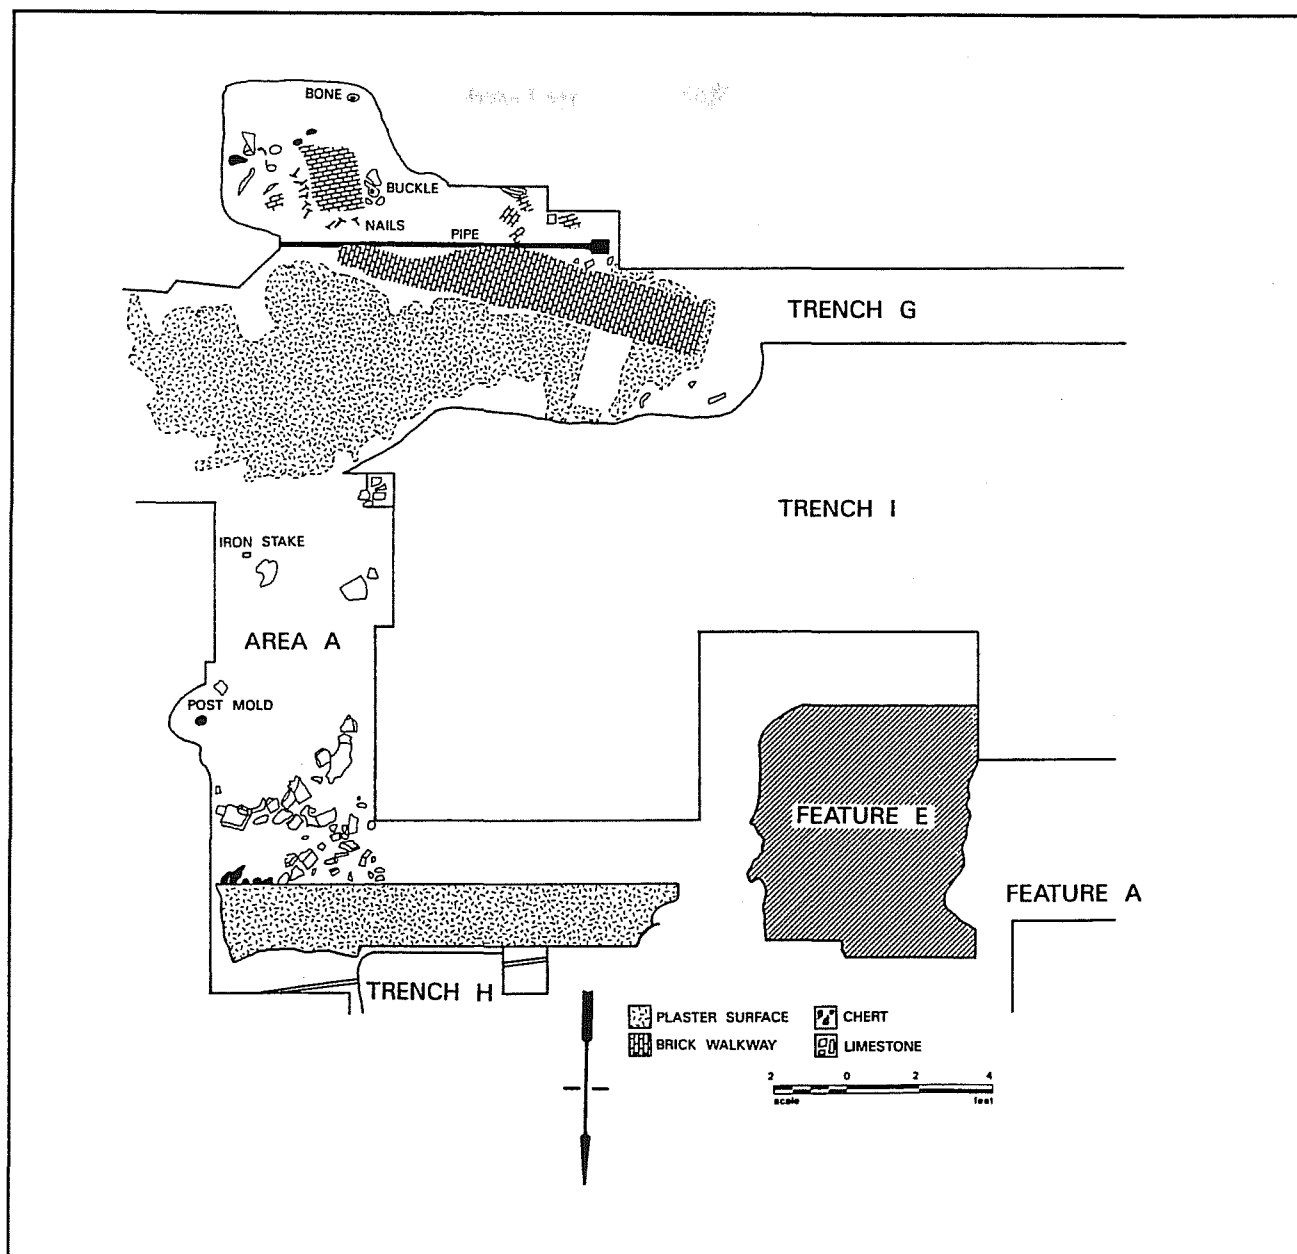 BONE
BUCKLE
NAILS
PIPE
TRENCH G
TRENCH I
IRON STAKE
AREA A
POST MOLD
FEATURE E
FEATURE A
TRENCH H
PLASTER SURFACE
CHERT
BRICK WALKWAY
LIMESTONE
2 0 2 4
scale feet